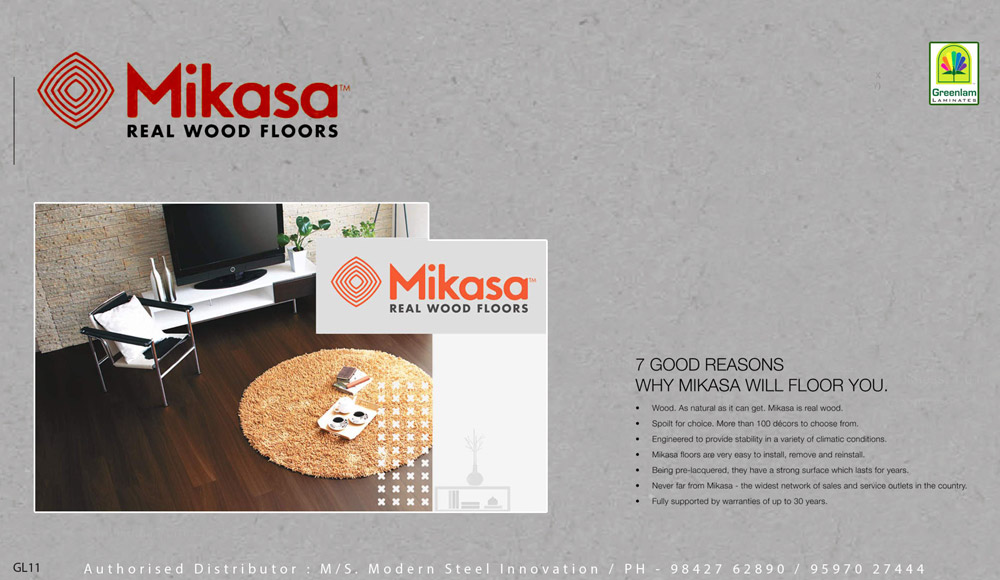 Mikasa™
REAL WOOD FLOORS
Greenlam
LAMINATES
Mikasa™
REAL WOOD FLOORS
7 GOOD REASONS
WHY MIKASA WILL FLOOR YOU.
• Wood. As natural as it can get. Mikasa is real wood.
• Spoilt for choice. More than 100 décors to choose from.
• Engineered to provide stability in a variety of climatic conditions.
• Mikasa floors are very easy to install, remove and reinstall.
• Being pre-lacquered, they have a strong surface which lasts for years.
• Never far from Mikasa - the widest network of sales and service outlets in the country.
• Fully supported by warranties of up to 30 years.
GL11
Authorised Distributor : M/S. Modern Steel Innovation / PH - 98427 62890 / 95970 27444